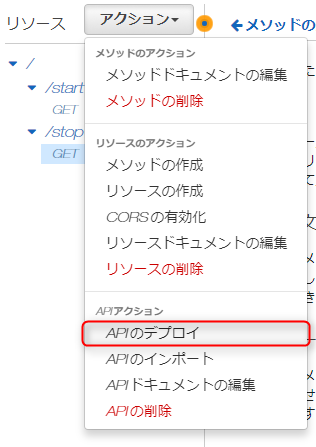 リソース アクション ←メソッドの
メソッドのアクション
/
メソッドドキュメントの編集
/start
メソッドの削除
GET
/stop
リソースのアクション
GET
メソッドの作成
リソースの作成
CORSの有効化
リソースドキュメントの編集
リソースの削除
APIアクション
APIのデプロイ
APIのインポート
APIドキュメントの編集
APIの削除